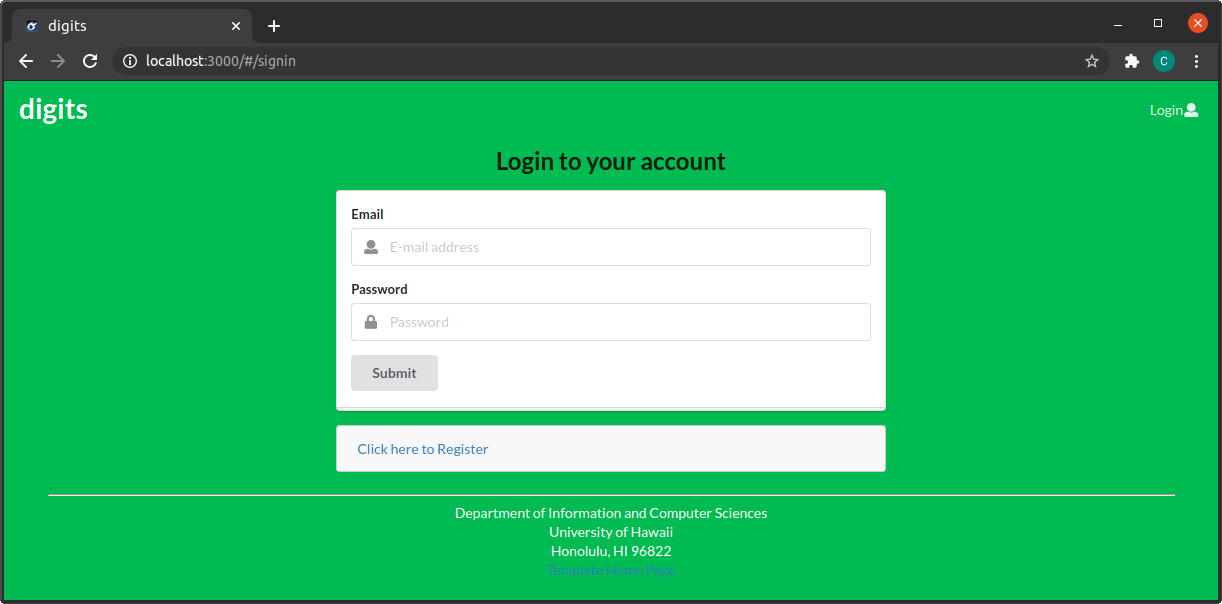 digits
localhost:3000/#/signin
C
digits
Login
Login to your account
Email
E-mail address
Password
Password
Submit
Click here to Register
Department of Information and Computer Sciences
University of Hawaii
Honolulu, HI 96822
Template Home Page